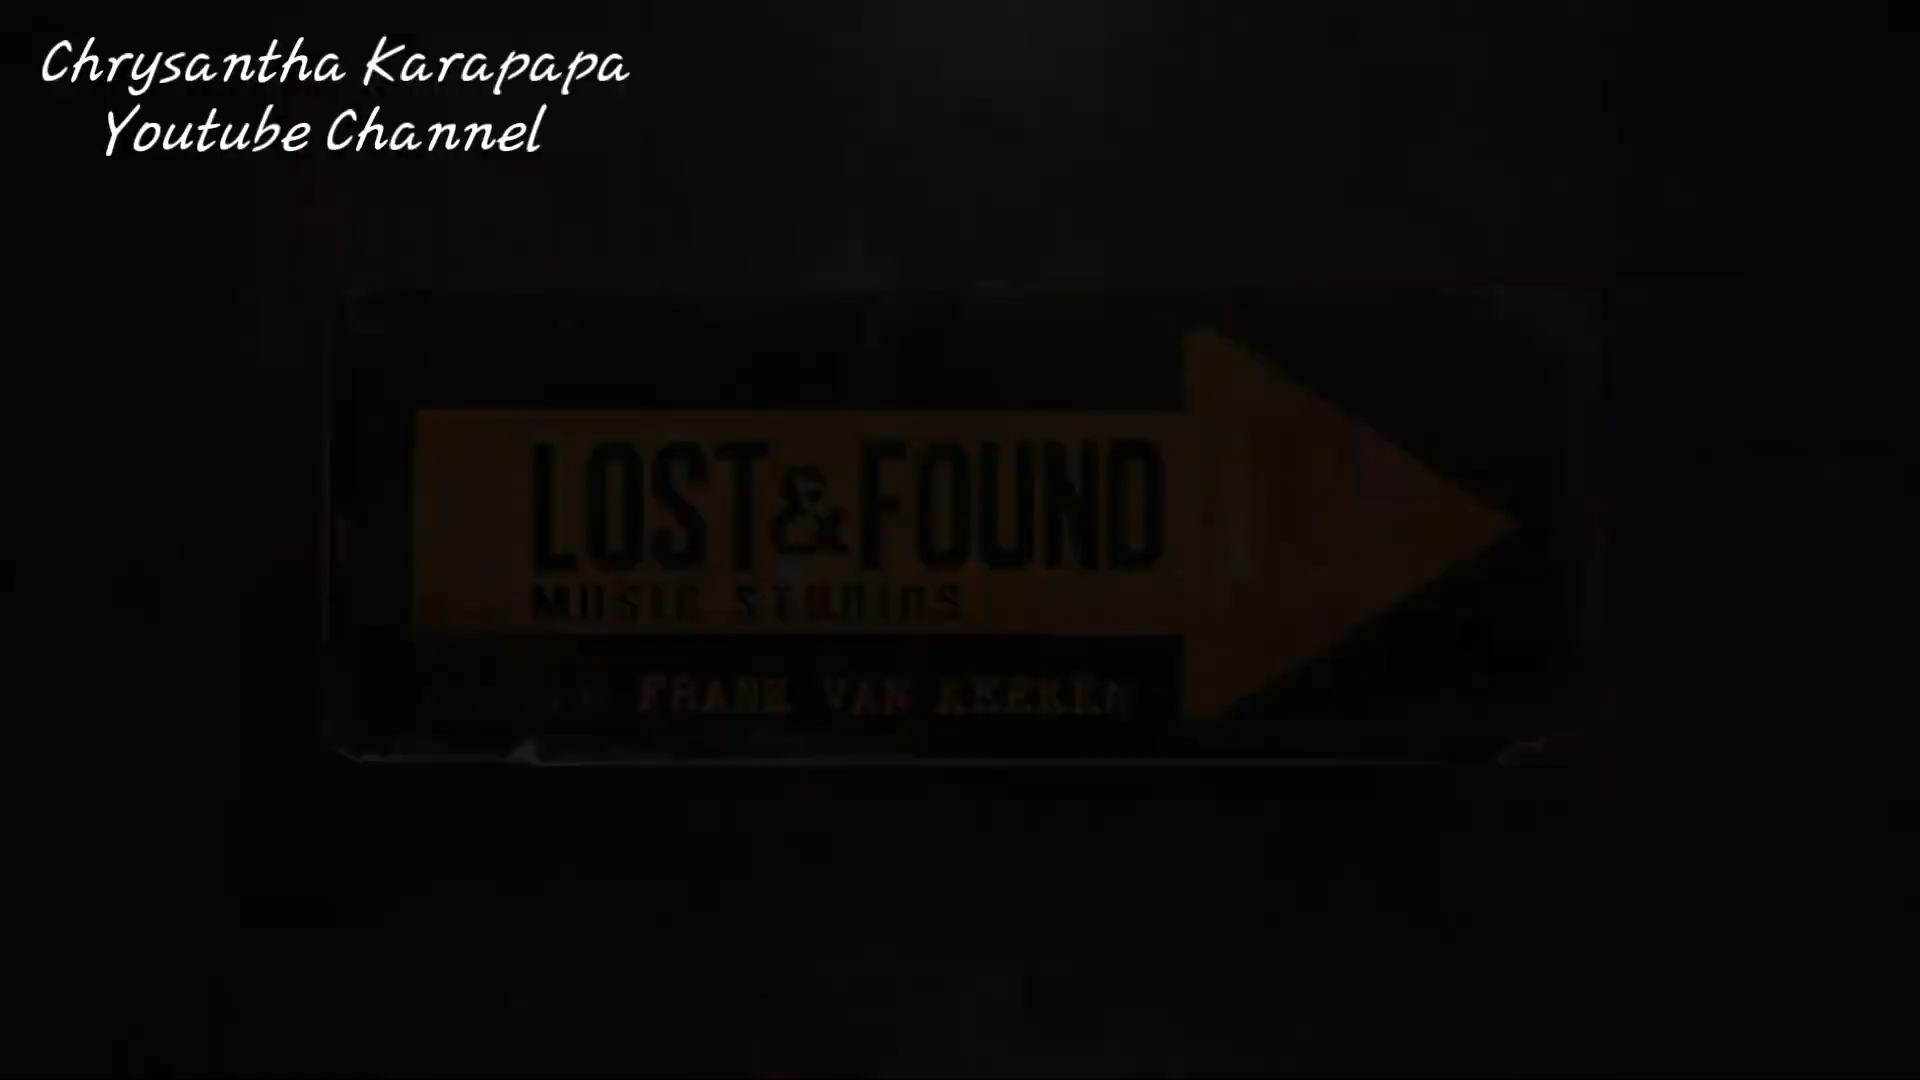 Chrysantha Karapapa
Youtube Channel
LOST & FOUND
MUSIC STUDIOS
FRANK VAN KEEKEN